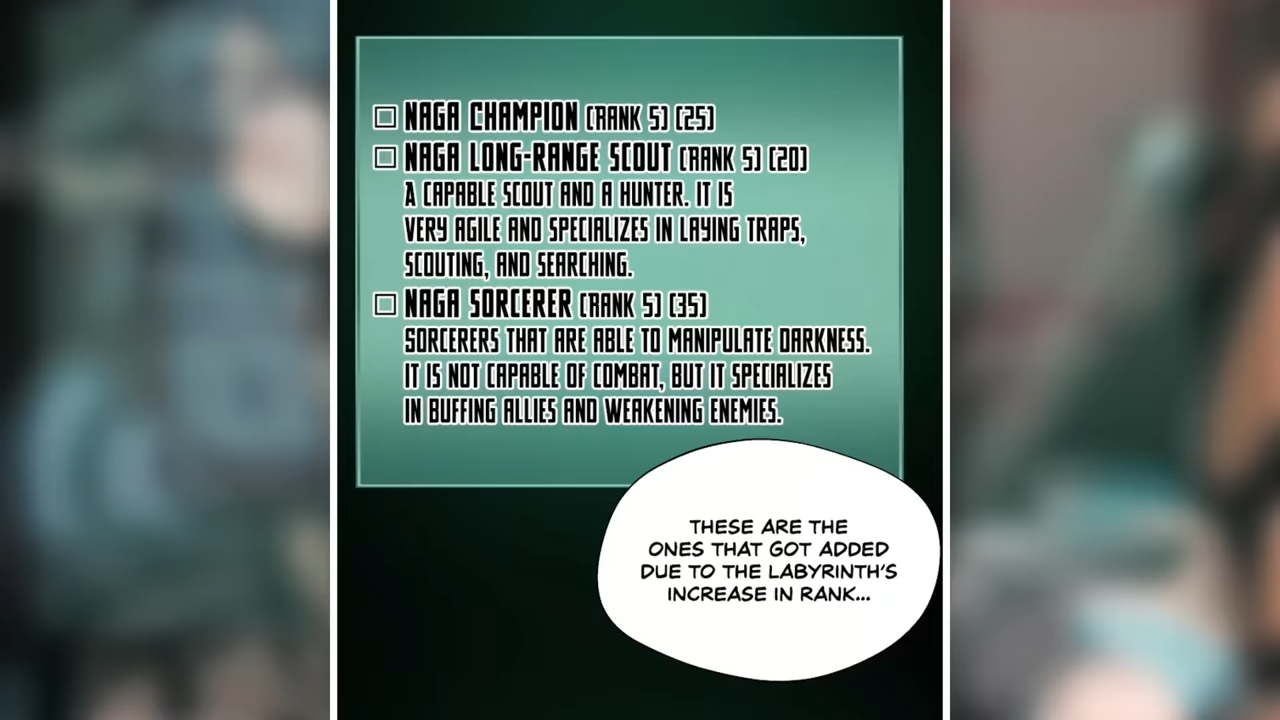 □ NAGA CHAMPION [RANK 5] [25]
□ NAGA LONG-RANGE SCOUT [RANK 5] [20]
A CAPABLE SCOUT AND A HUNTER. IT IS
VERY AGILE AND SPECIALIZES IN LAYING TRAPS,
SCOUTING, AND SEARCHING.
□ NAGA SORCERER [RANK 5] [35]
SORCERERS THAT ARE ABLE TO MANIPULATE DARKNESS.
IT IS NOT CAPABLE OF COMBAT, BUT IT SPECIALIZES
IN BUFFING ALLIES AND WEAKENING ENEMIES.
THESE ARE THE
ONES THAT GOT ADDED
DUE TO THE LABYRINTH'S
INCREASE IN RANK...